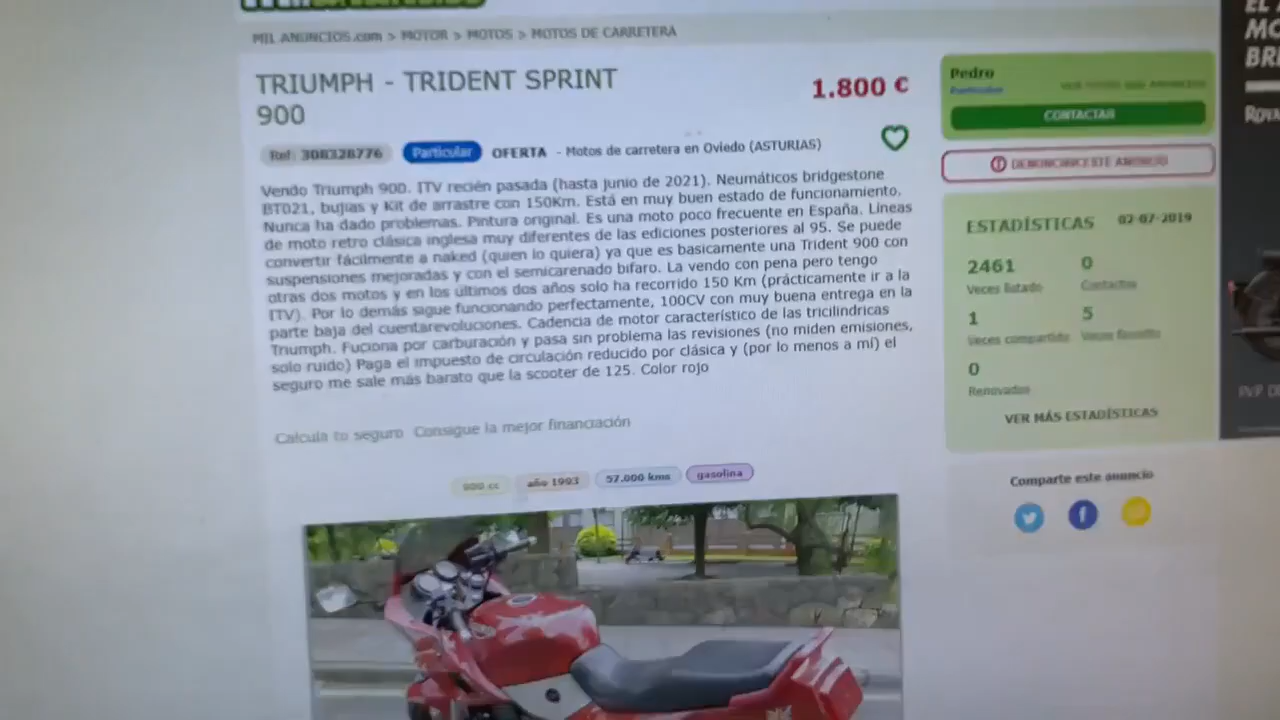 MIL ANUNCIOS.com > MOTOR > MOTOS > MOTOS DE CARRETERA
TRIUMPH - TRIDENT SPRINT
900
1.800 €
Ref: 308328776 Particular OFERTA - Motos de carretera en Oviedo (ASTURIAS)
Vendo Triumph 900. ITV recién pasada (hasta junio de 2021). Neumáticos bridgestone
BT021, bujias y Kit de arrastre con 150Km. Está en muy buen estado de funcionamiento.
Nunca ha dado problemas. Pintura original. Es una moto poco frecuente en España. Líneas
de moto retro clásica inglesa muy diferentes de las ediciones posteriores al 95. Se puede
convertir fácilmente a naked (quien lo quiera) ya que es basicamente una Trident 900 con
suspensiones mejoradas y con el semicarenado bifaro. La vendo con pena pero tengo
otras dos motos y en los últimos dos años solo ha recorrido 150 Km (prácticamente ir a la
ITV). Por lo demás sigue funcionando perfectamente, 100CV con muy buena entrega en la
parte baja del cuentarevoluciones. Cadencia de motor característico de las tricilindricas
Triumph. Fuciona por carburación y pasa sin problema las revisiones (no miden emisiones,
solo ruido) Paga el impuesto de circulación reducido por clásica y (por lo menos a mí) el
seguro me sale más barato que la scooter de 125. Color rojo
Calcula tu seguro Consigue la mejor financiación
900 cc año 1993 57.000 kms gasolina
Pedro
Particular
CONTACTAR
DENUNCIAR ESTE ANUNCIO
ESTADÍSTICAS 02-07-2019
2461 0
Veces listado Contactos
1 5
Veces compartido Veces favorito
0
Renovados
VER MÁS ESTADÍSTICAS
Comparte este anuncio